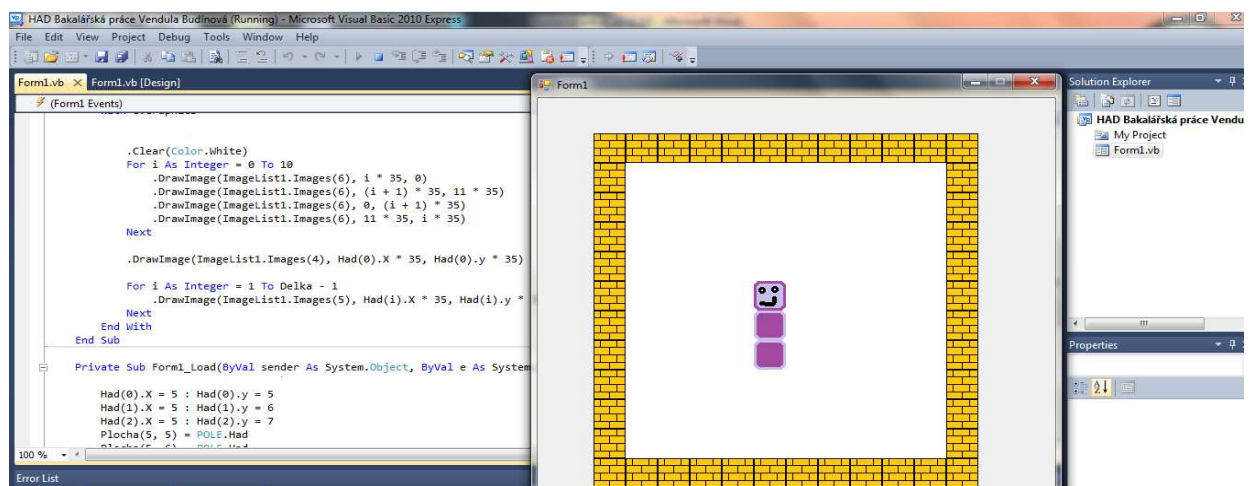 HAD Bakalářská práce Vendula Budínová (Running) - Microsoft Visual Basic 2010 Express
File Edit View Project Debug Tools Window Help
Form1.vb Form1.vb [Design]
(Form1 Events)
.Clear(Color.White)
For i As Integer = 0 To 10
.DrawImage(ImageList1.Images(6), i * 35, 0)
.DrawImage(ImageList1.Images(6), (i + 1) * 35, 11 * 35)
.DrawImage(ImageList1.Images(6), 0, (i + 1) * 35)
.DrawImage(ImageList1.Images(6), 11 * 35, i * 35)
Next
.DrawImage(ImageList1.Images(4), Had(0).X * 35, Had(0).y * 35)
For i As Integer = 1 To Delka - 1
.DrawImage(ImageList1.Images(5), Had(i).X * 35, Had(i).y *
Next
End With
End Sub
Private Sub Form1_Load(ByVal sender As System.Object, ByVal e As System
Had(0).X = 5 : Had(0).y = 5
Had(1).X = 5 : Had(1).y = 6
Had(2).X = 5 : Had(2).y = 7
Plocha(5, 5) = POLE.Had
100 %
Error List
Form1
Solution Explorer
HAD Bakalářská práce Vendu
My Project
Form1.vb
Properties